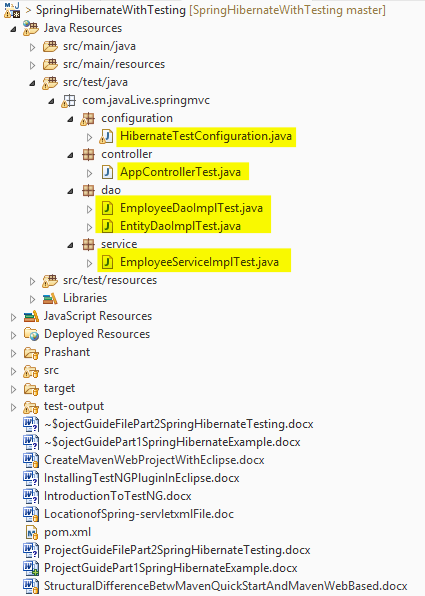 > SpringHibernateWithTesting [SpringHibernateWithTesting master]
Java Resources
src/main/java
src/main/resources
src/test/java
com.javaLive.springmvc
configuration
HibernateTestConfiguration.java
controller
AppControllerTest.java
dao
EmployeeDaoImplTest.java
EntityDaoImplTest.java
service
EmployeeServiceImplTest.java
src/test/resources
Libraries
JavaScript Resources
Deployed Resources
Prashant
src
target
test-output
~$ojectGuideFilePart2SpringHibernateTesting.docx
~$ojectGuidePart1SpringHibernateExample.docx
CreateMavenWebProjectWithEclipse.docx
InstallingTestNGPluginInEclipse.docx
IntroductionToTestNG.docx
LocationofSpring-servletxmlFile.doc
pom.xml
ProjectGuideFilePart2SpringHibernateTesting.docx
ProjectGuidePart1SpringHibernateExample.docx
StructuralDifferenceBetwMavenQuickStartAndMavenWebBased.docx